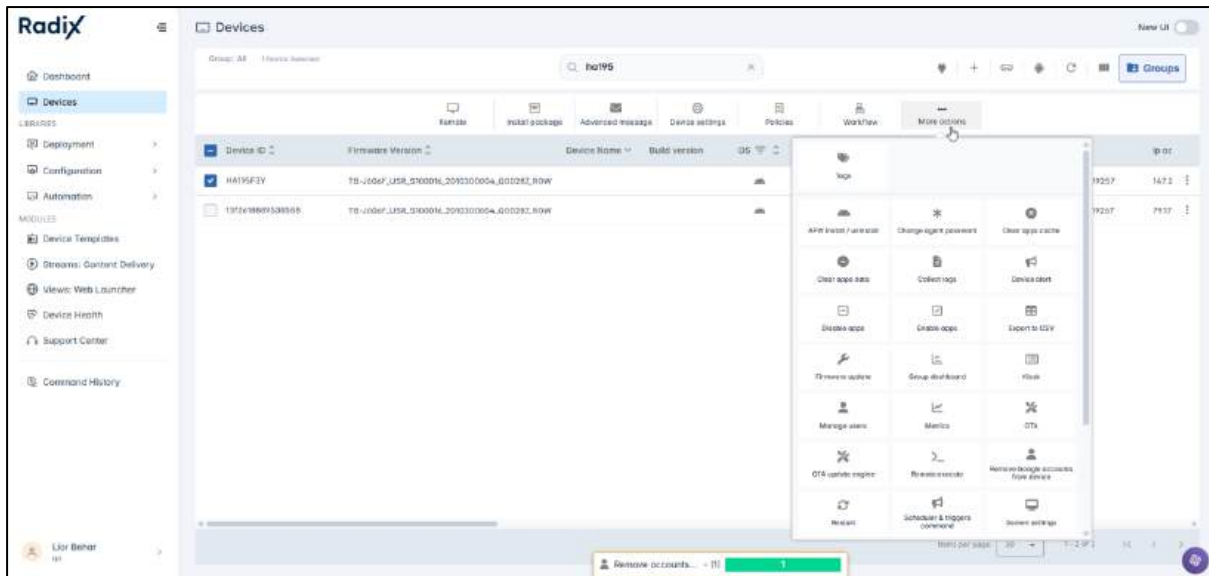 Radix
Devices
New UI
Group: All
ha195
Groups
Dashboard
Devices
LIBRARIES
Deployment
Configuration
Automation
MODULES
Device Templates
Streams: Content Delivery
Views: Web Launcher
Device Health
Support Center
Command History
Remote
Install package
Advanced message
Device settings
Policies
Workflow
More actions
Device ID
Firmware Version
Device Name
Build version
OS
Tags
APK install / uninstall
Change agent password
Clear apps cache
Clear apps data
Collect logs
Device alert
Disable apps
Enable apps
Export to CSV
Firmware update
Group dashboard
Kiosk
Manage users
Metrics
OTA
OTA update engine
Remote execute
Remove Google accounts from device
Restart
Scheduler & triggers command
Screen settings
Items per page
Lior Behar
Remove accounts... - (1)
1